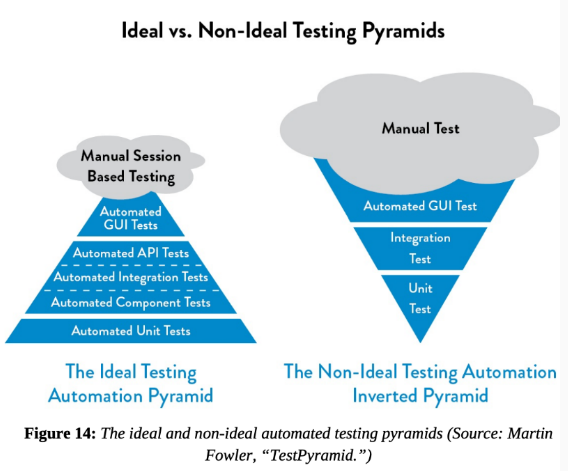 Ideal vs. Non-Ideal Testing Pyramids
Manual Session
Based Testing
Automated
GUI Tests
Automated API Tests
Automated Integration Tests
Automated Component Tests
Automated Unit Tests
The Ideal Testing
Automation Pyramid
Manual Test
Automated GUI Test
Integration
Test
Unit
Test
The Non-Ideal Testing Automation
Inverted Pyramid
Figure 14: The ideal and non-ideal automated testing pyramids (Source: Martin
Fowler, “TestPyramid.”)